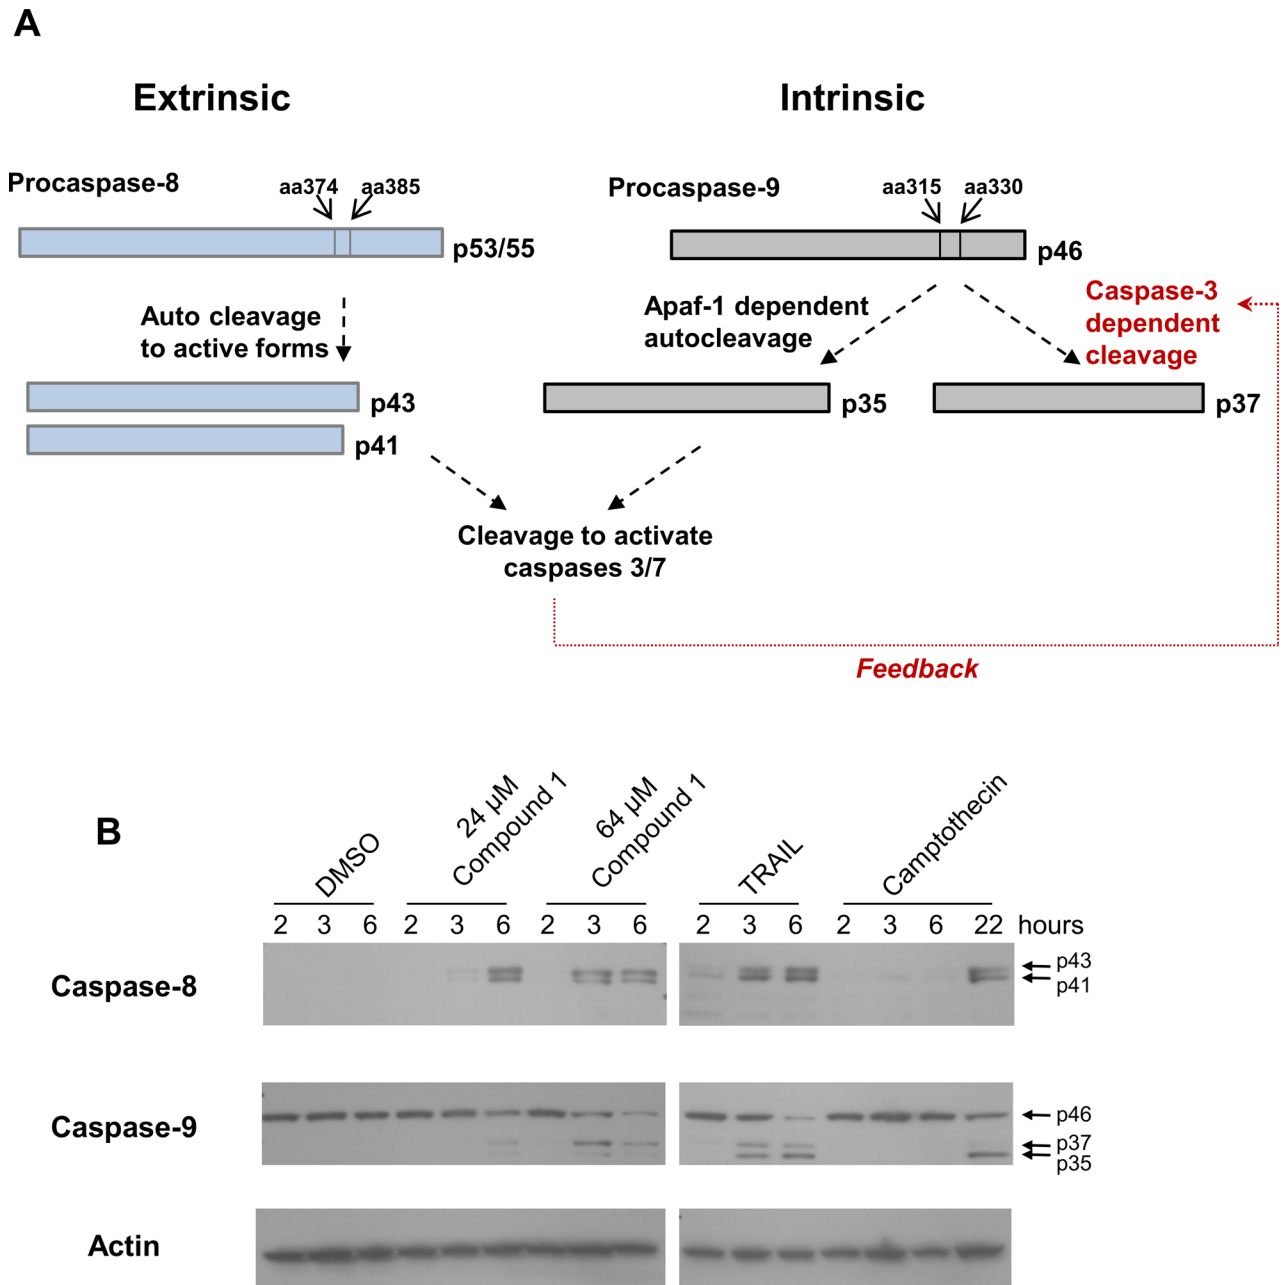 A
Extrinsic
Intrinsic
Procaspase-8
aa374
aa385
p53/55
Procaspase-9
aa315
aa330
p46
Auto cleavage
to active forms
Apaf-1 dependent
autocleavage
Caspase-3
dependent
cleavage
p43
p41
p35
p37
Cleavage to activate
caspases 3/7
Feedback
B
DMSO
24 µM
Compound 1
64 µM
Compound 1
TRAIL
Camptothecin
2 3 6 2 3 6 2 3 6 2 3 6 2 3 6 22 hours
Caspase-8
p43
p41
Caspase-9
p46
p37
p35
Actin